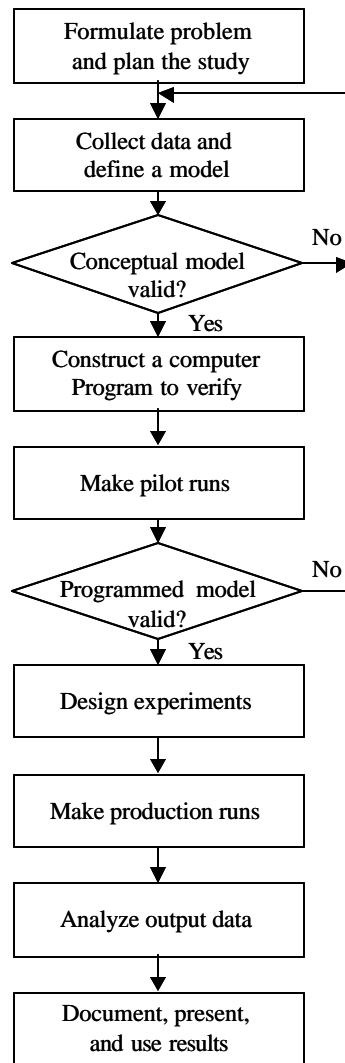 Formulate problem
and plan the study
Collect data and
define a model
No
Conceptual model
valid?
Yes
Construct a computer
Program to verify
Make pilot runs
No
Programmed model
valid?
Yes
Design experiments
Make production runs
Analyze output data
Document, present,
and use results